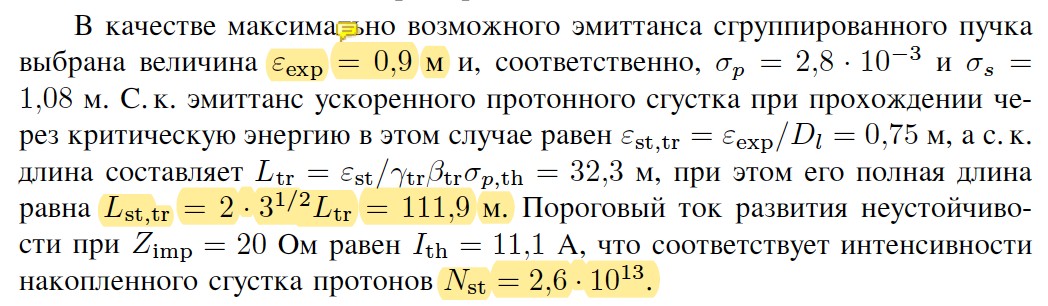 В качестве максимально возможного эмиттанса сгруппированного пучка
выбрана величина ε_exp = 0,9 м и, соответственно, σ_p = 2,8 · 10^−3 и σ_s =
1,08 м. С. к. эмиттанс ускоренного протонного сгустка при прохождении че-
рез критическую энергию в этом случае равен ε_st,tr = ε_exp/D_l = 0,75 м, а с. к.
длина составляет L_tr = ε_st/γ_trβ_trσ_p,th = 32,3 м, при этом его полная длина
равна L_st,tr = 2 · 3^1/2 L_tr = 111,9 м. Пороговый ток развития неустойчиво-
сти при Z_imp = 20 Ом равен I_th = 11,1 А, что соответствует интенсивности
накопленного сгустка протонов N_st = 2,6 · 10^13.